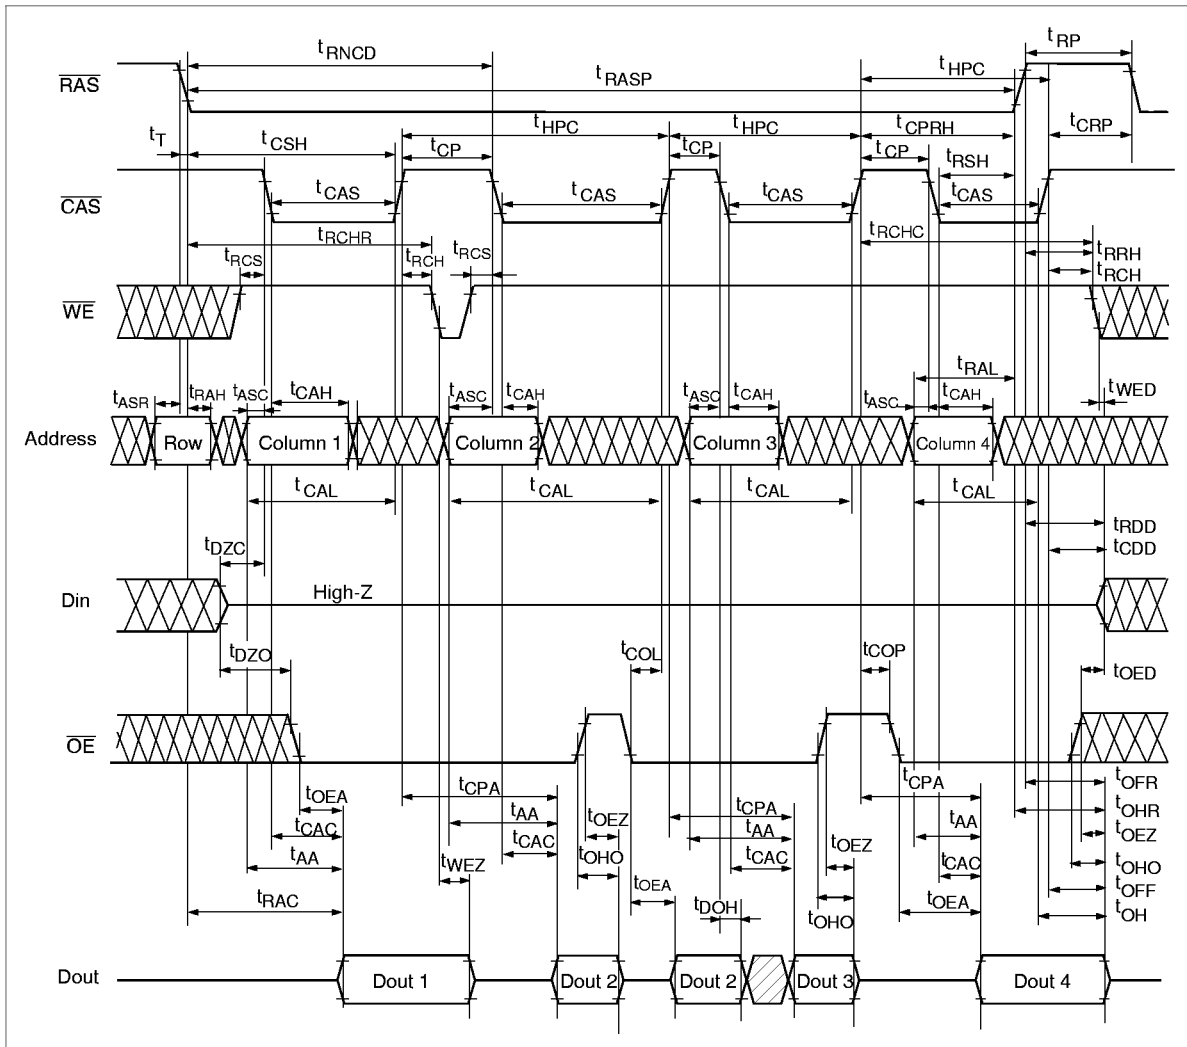 tRNCD
tRP
tRASP
tHPC
RAS
tT
tCSH
tHPC
tHPC
tCPRH
tCRP
tCP
tCP
tCP
tRSH
CAS
tCAS
tCAS
tCAS
tCAS
tRCHR
tRCHC
tRCS
tRCH
tRCS
tRRH
tRCH
WE
tRAL
tASR
tRAH
tASC
tCAH
tASC
tCAH
tASC
tCAH
tASC
tCAH
tWED
Address
Row
Column 1
Column 2
Column 3
Column 4
tCAL
tCAL
tCAL
tCAL
tRDD
tDZC
tCDD
Din
High-Z
tDZO
tCOL
tCOP
tOED
OE
tOEA
tCPA
tCPA
tCPA
tOFR
tOHR
tCAC
tAA
tOEZ
tAA
tAA
tOEZ
tAA
tCAC
tWEZ
tOHO
tCAC
tOEZ
tCAC
tOHO
tRAC
tOEA
tDOH
tOHO
tOEA
tOFF
tOH
Dout
Dout 1
Dout 2
Dout 2
Dout 3
Dout 4